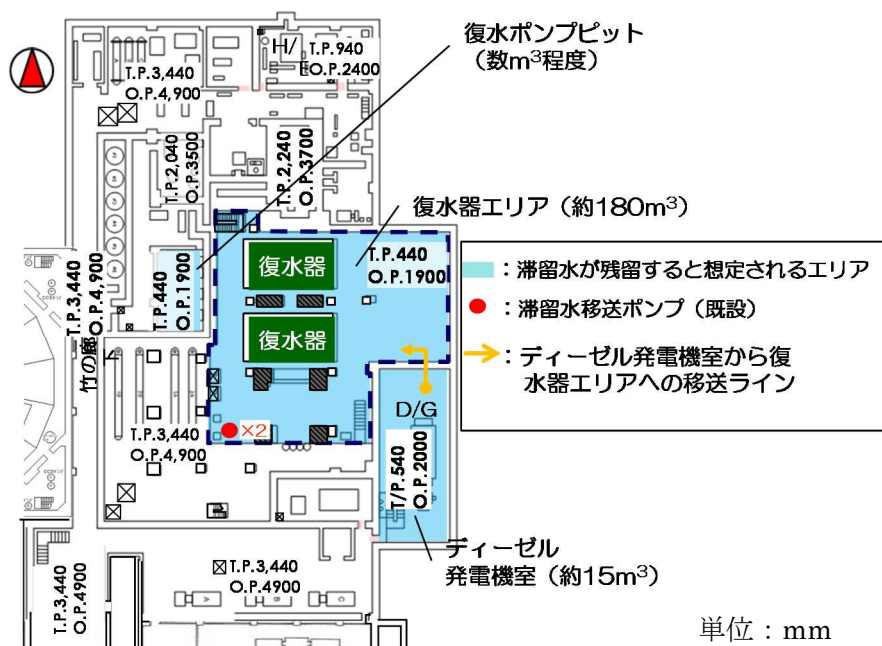 復水ポンプピット
（数m³程度）
H/
T.P.940
O.P.2400
T.P.3,440
O.P.4,900
T.P.2,040
O.P.3500
T.P.2,240
O.P.3700
復水器エリア（約180m³）
復水器
T.P.440
O.P.1900
T.P.440
O.P.1900
T.P.3,440
O.P.4,900
竹の廊下
復水器
：滞留水が残留すると想定されるエリア
：滞留水移送ポンプ（既設）
：ディーゼル発電機室から復
水器エリアへの移送ライン
D/G
×2
T.P.3,440
O.P.4,900
T/P.540
O.P.2000
ディーゼル
発電機室（約15m³）
T.P.3,440
O.P.4900
T.P.3,440
O.P.4900
A
B
C
単位：mm